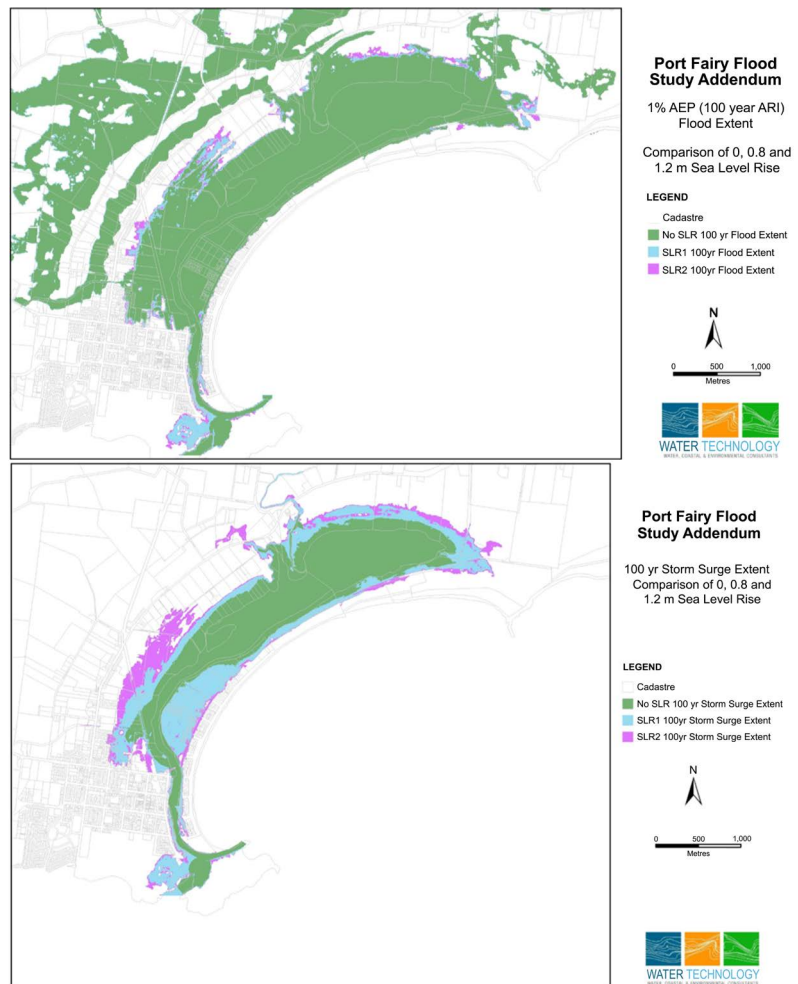 Port Fairy Flood
Study Addendum
1% AEP (100 year ARI)
Flood Extent
Comparison of 0, 0.8 and
1.2 m Sea Level Rise
LEGEND
Cadastre
No SLR 100 yr Flood Extent
SLR1 100yr Flood Extent
SLR2 100yr Flood Extent
N
0 500 1,000
Metres
WATER TECHNOLOGY
WATER, COASTAL & ENVIRONMENTAL CONSULTANTS
Port Fairy Flood
Study Addendum
100 yr Storm Surge Extent
Comparison of 0, 0.8 and
1.2 m Sea Level Rise
LEGEND
Cadastre
No SLR 100 yr Storm Surge Extent
SLR1 100yr Storm Surge Extent
SLR2 100yr Storm Surge Extent
N
0 500 1,000
Metres
WATER TECHNOLOGY